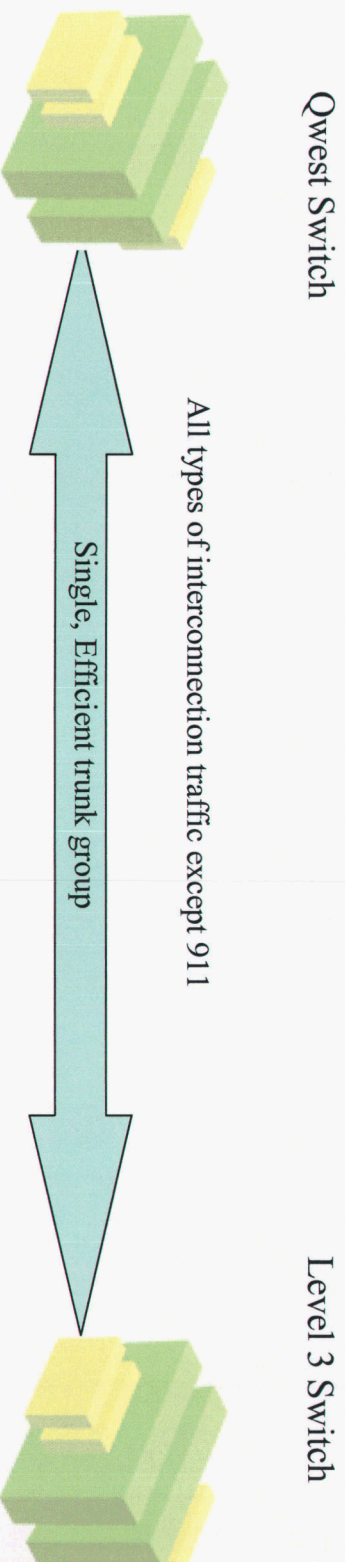 Qwest Switch
Level 3 Switch
All types of interconnection traffic except 911
Single, Efficient trunk group